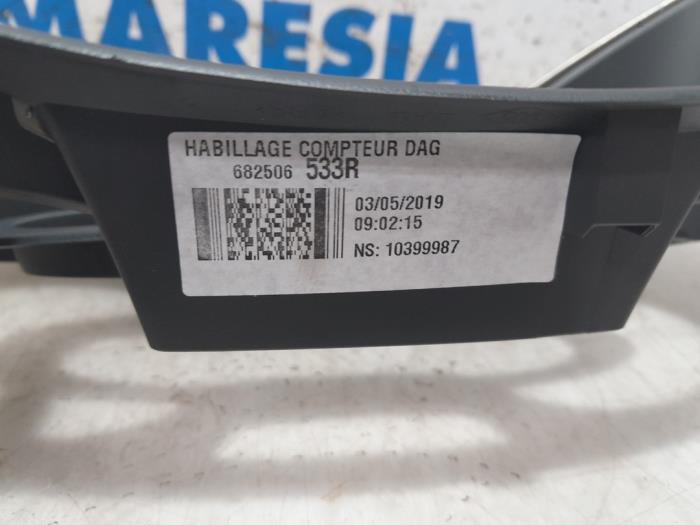 MARESIA
HABILLAGE COMPTEUR DAG
682506 533R
03/05/2019
09:02:15
NS: 10399987